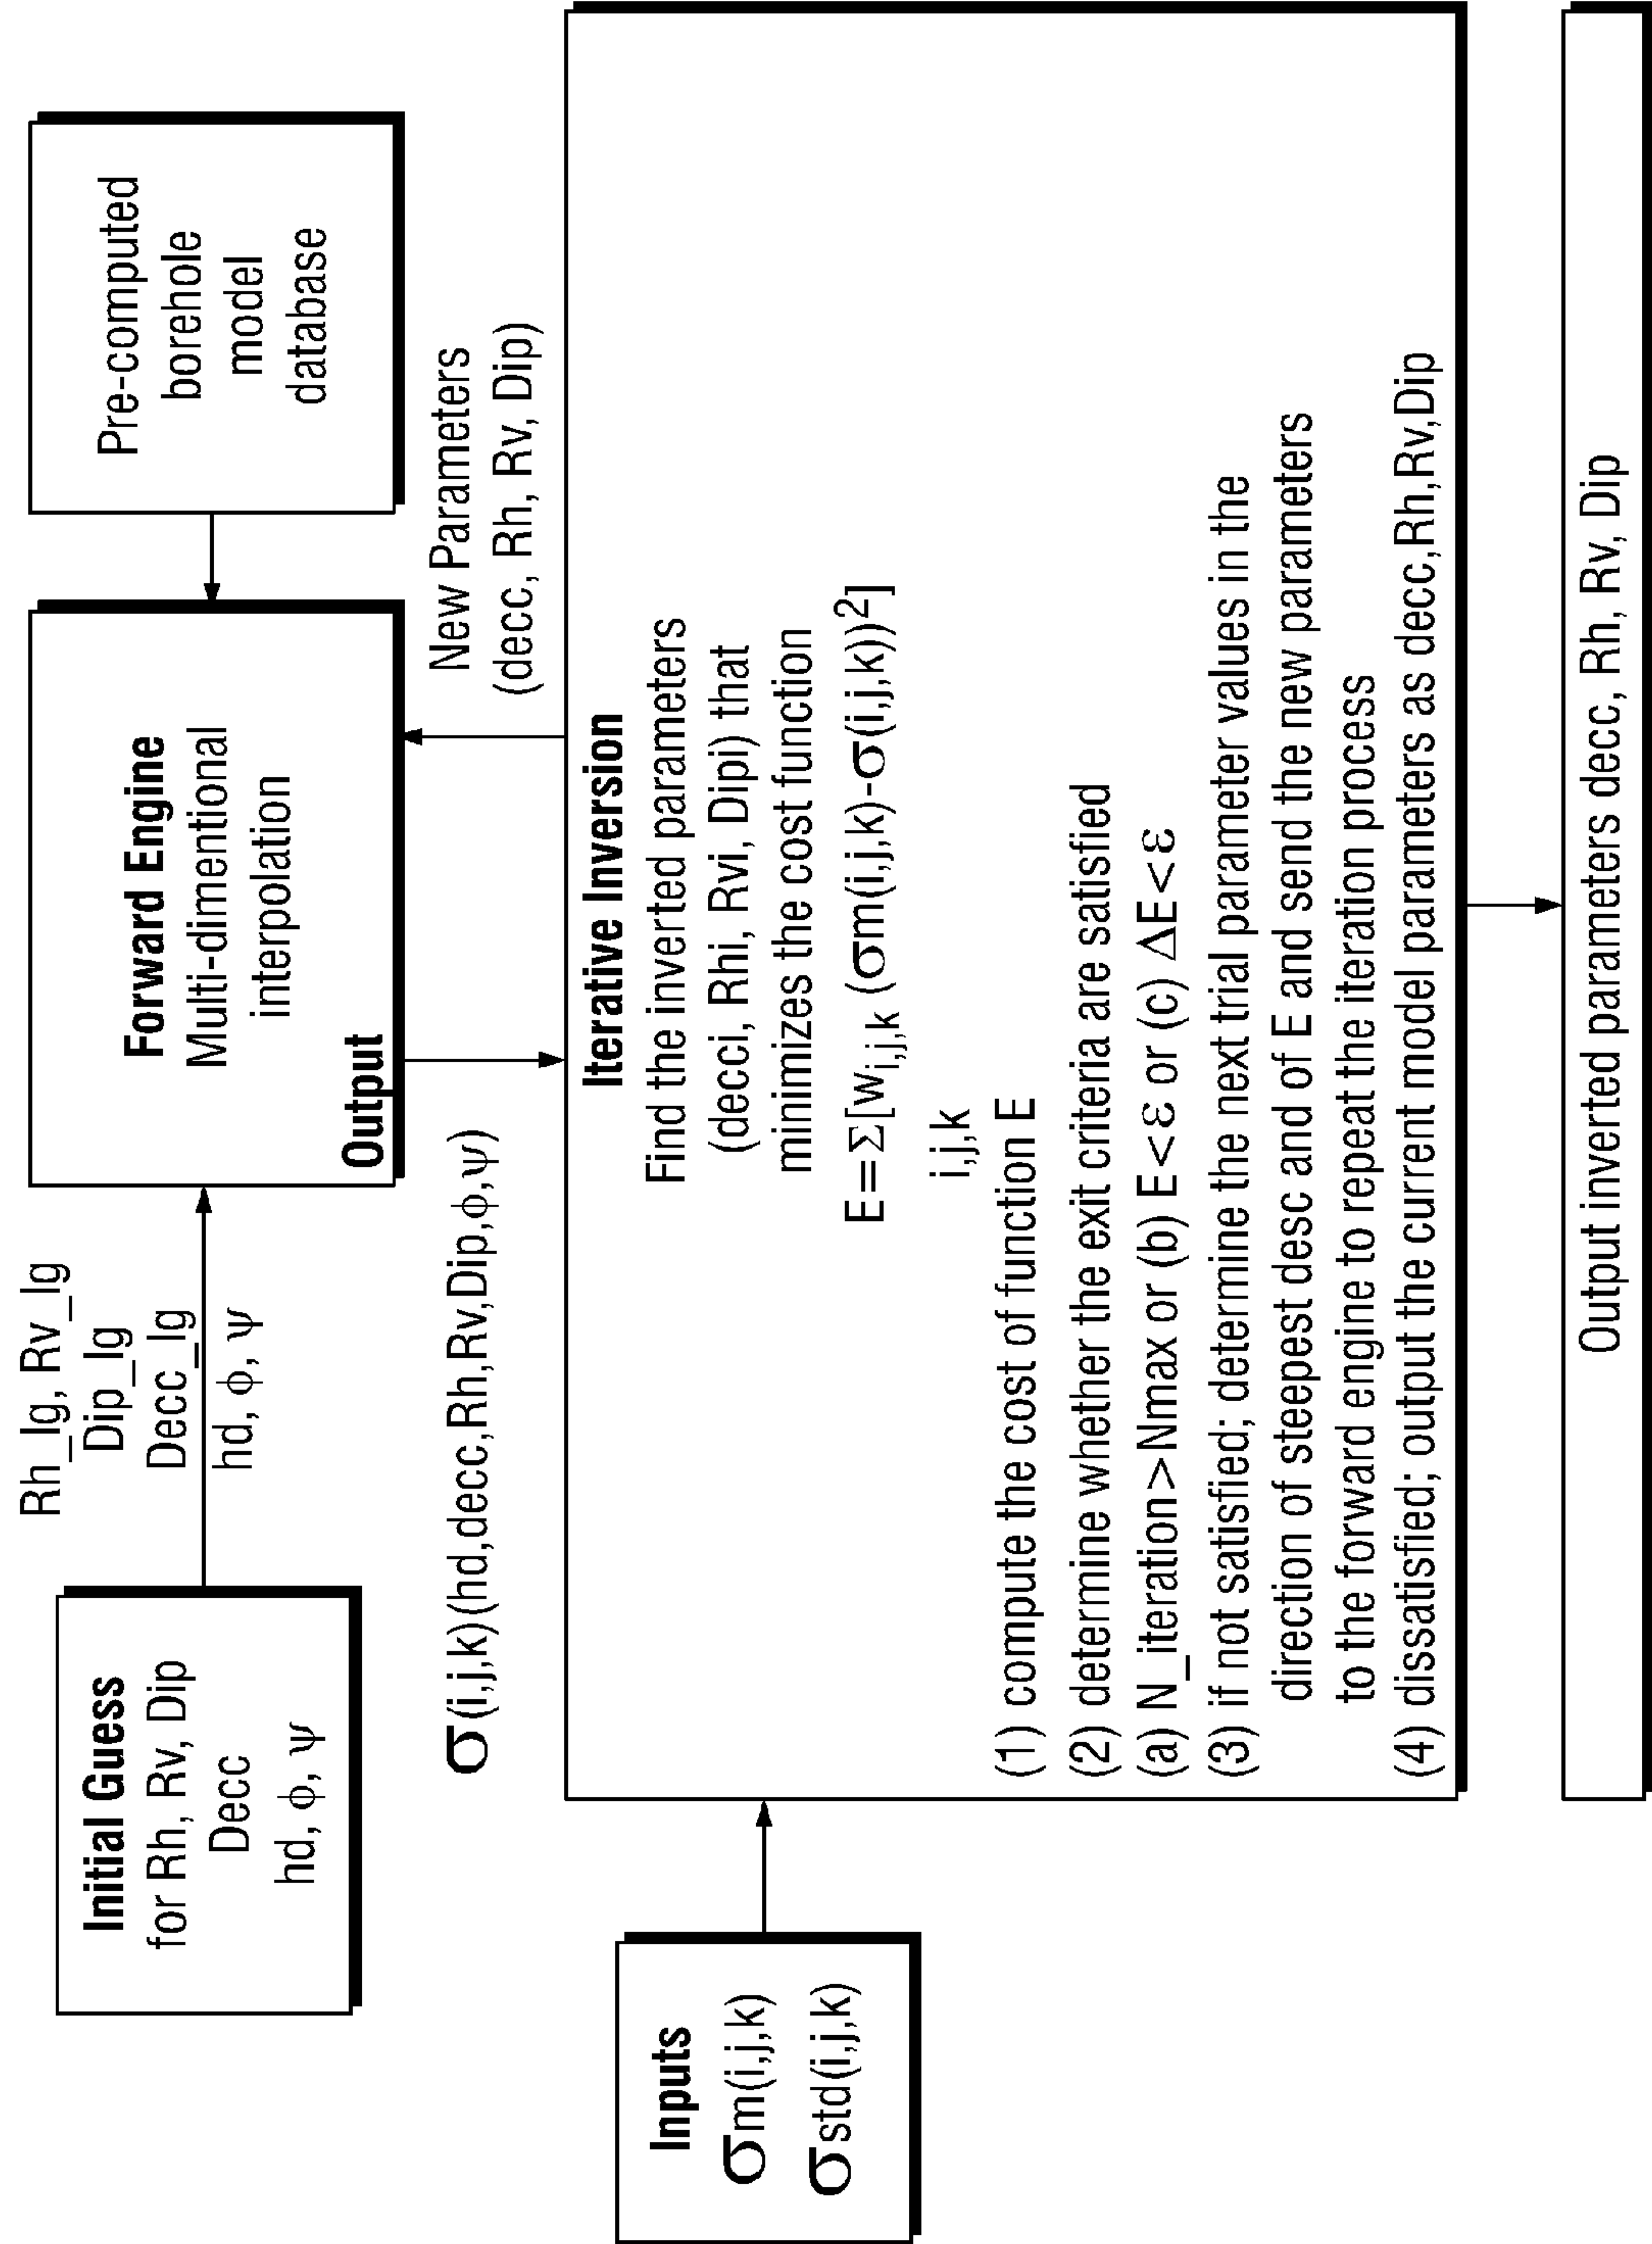 Initial Guess
for Rh, Rv, Dip
Decc
hd, ϕ, ψ
Rh_Ig, Rv_Ig
Dip_Ig
Decc_Ig
hd, ϕ, ψ
Forward Engine
Multi-dimentional
interpolation
Output
Pre-computed
borehole
model
database
σ(i,j,k)(hd,decc,Rh,Rv,Dip,ϕ,ψ)
New Parameters
(decc, Rh, Rv, Dip)
Inputs
σm(i,j,k)
σstd(i,j,k)
Iterative Inversion
Find the inverted parameters
(decci, Rhi, Rvi, Dipi) that
minimizes the cost function
E=Σ[w_{i,j,k} (σm(i,j,k)-σ(i,j,k))²]
i,j,k
(1) compute the cost of function E
(2) determine whether the exit criteria are satisfied
(a) N_iteration>Nmax or (b) E<ε or (c) ΔE<ε
(3) if not satisfied; determine the next trial parameter values in the
direction of steepest desc and of E and send the new parameters
to the forward engine to repeat the iteration process
(4) dissatisfied; output the current model parameters as decc,Rh,Rv,Dip
Output inverted parameters decc, Rh, Rv, Dip